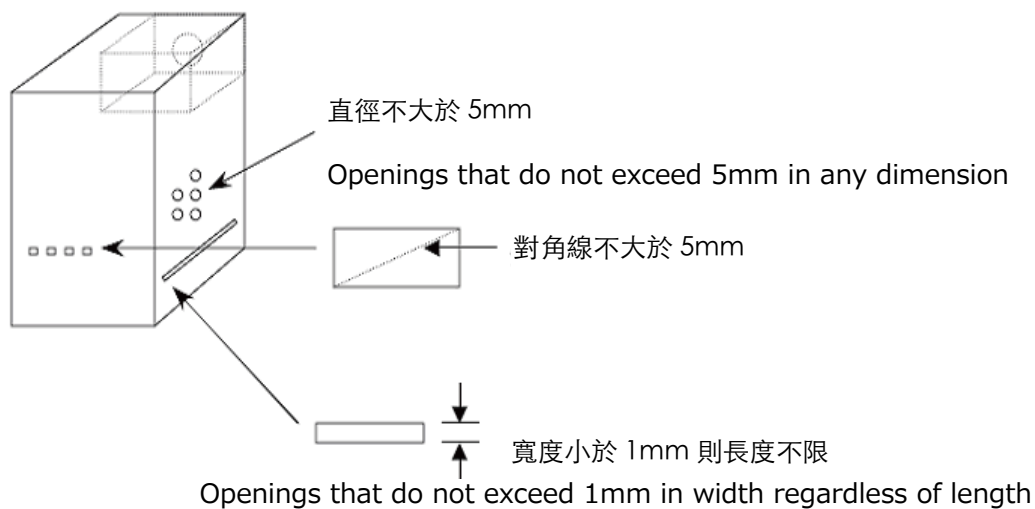 直徑不大於 5mm
Openings that do not exceed 5mm in any dimension
對角線不大於 5mm
寬度小於 1mm 則長度不限
Openings that do not exceed 1mm in width regardless of length